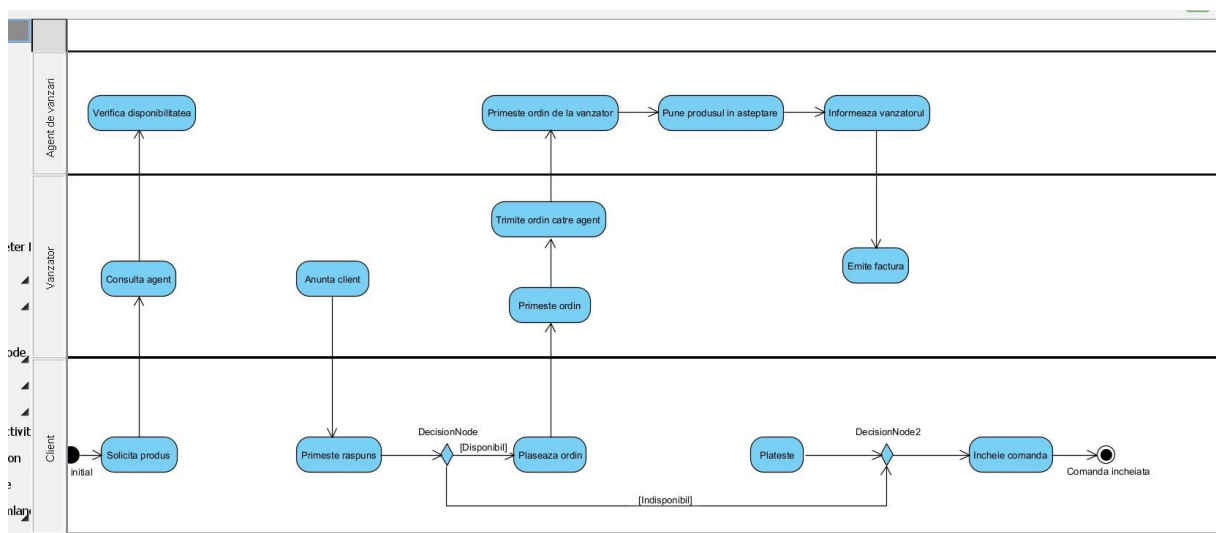 Agent de vanzari
Verifica disponibilitatea
Primeste ordin de la vanzator
Pune produsul in asteptare
Informeaza vanzatorul
Vanzator
Trimite ordin catre agent
Consulta agent
Anunta client
Emite factura
Primeste ordin
Client
DecisionNode
[Disponibil]
DecisionNode2
initial
Solicita produs
Primeste raspuns
Plaseaza ordin
Plateste
Incheie comanda
Comanda incheiata
[Indisponibil]